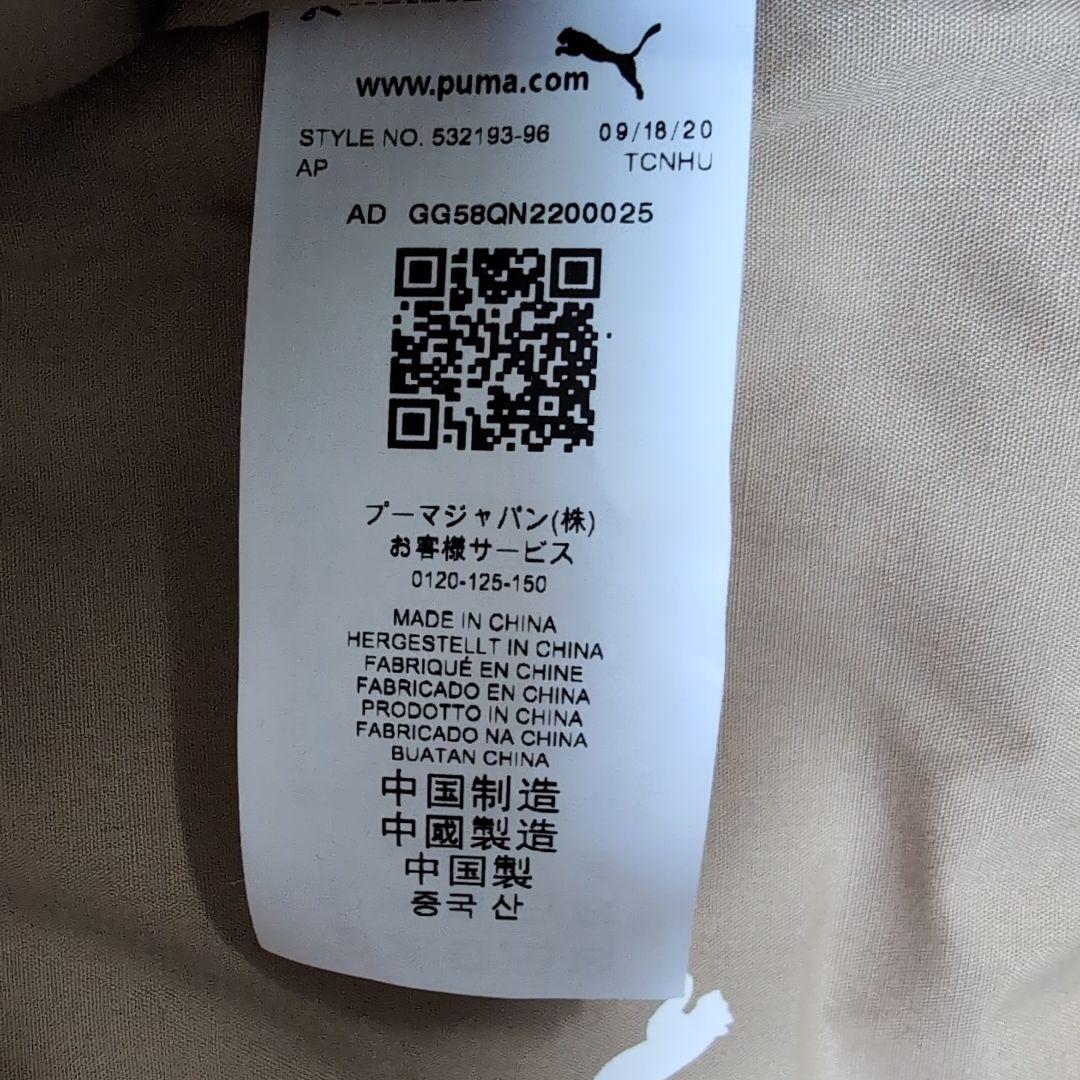 www.puma.com
STYLE NO. 532193-96 09/18/20
AP TCNHU
AD GG58QN2200025
プーマジャパン(株)
お客様サービス
0120-125-150
MADE IN CHINA
HERGESTELLT IN CHINA
FABRIQUÉ EN CHINE
FABRICADO EN CHINA
PRODOTTO IN CHINA
FABRICADO NA CHINA
BUATAN CHINA
中国制造
中國製造
中国製
중국 산